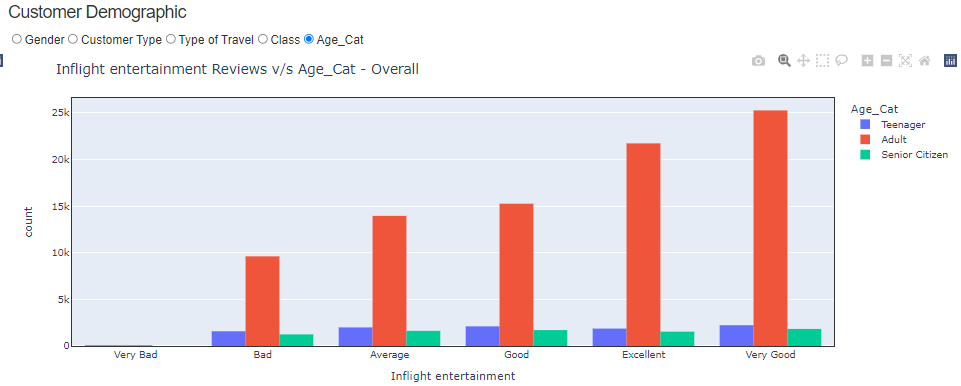 Customer Demographic
Gender Customer Type Type of Travel Class Age_Cat
Inflight entertainment Reviews v/s Age_Cat - Overall
Age_Cat
Teenager
Adult
Senior Citizen
25k
20k
15k
10k
5k
0
count
Very Bad Bad Average Good Excellent Very Good
Inflight entertainment